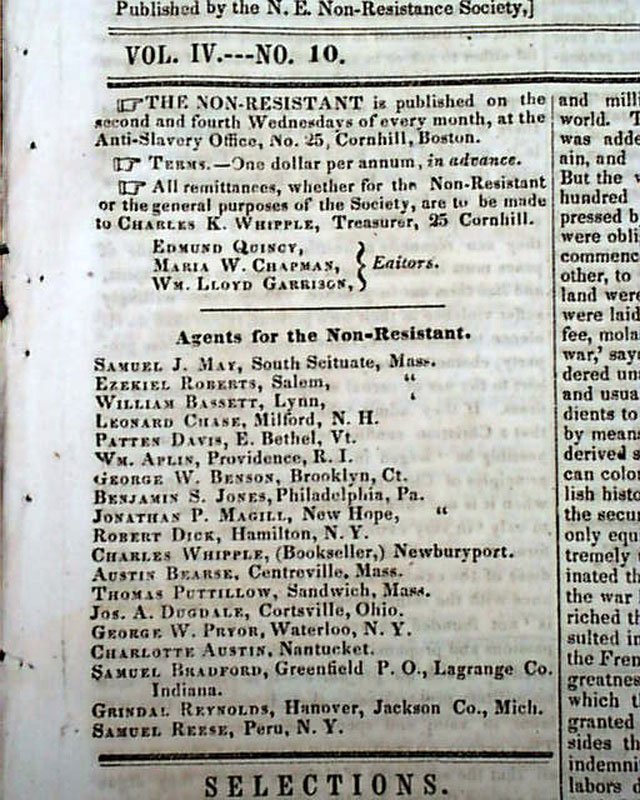 Published by the N. E. Non-Resistance Society,]
VOL. IV.---NO. 10.
☞THE NON-RESISTANT is published on the
second and fourth Wednesdays of every month, at the
Anti-Slavery Office, No. 25, Cornhill, Boston.
☞ TERMS.—One dollar per annum, in advance.
☞ All remittances, whether for the Non-Resistant
or the general purposes of the Society, are to be made
to CHARLES K. WHIPPLE, Treasurer, 25 Cornhill.
EDMUND QUINCY,
MARIA W. CHAPMAN, } Editors.
WM. LLOYD GARRISON,
Agents for the Non-Resistant.
SAMUEL J. MAY, South Scituate, Mass.
EZEKIEL ROBERTS, Salem, "
WILLIAM BASSETT, Lynn, '
LEONARD CHASE, Milford, N. H.
PATTEN DAVIS, E. Bethel, Vt.
WM. APLIN, Providence, R. I.
GEORGE W. BENSON, Brooklyn, Ct.
BENJAMIN S. JONES, Philadelphia, Pa.
JONATHAN P. MAGILL, New Hope, "
ROBERT DICK, Hamilton, N. Y.
CHARLES WHIPPLE, (Bookseller,) Newburyport.
AUSTIN BEARSE, Centreville, Mass.
THOMAS PUTTILLOW, Sandwich, Mass.
JOS. A. DUGDALE, Cortsville, Ohio.
GEORGE W. PRYOR, Waterloo, N. Y.
CHARLOTTE AUSTIN, Nantucket.
SAMUEL BRADFORD, Greenfield P. O., Lagrange Co.
Indiana.
GRINDAL REYNOLDS, Hanover, Jackson Co., Mich.
SAMUEL REESE, Peru, N. Y.
SELECTIONS.
and milli
world. T
was adde
ain, and
But the
hundred
pressed b
were obli
commenc
other, to
land were
were laid
fee, mola
war,' says
dered un
and usua
dients to
by means
derived s
can color
lish histo
the secur
only equ
tremely
inated th
the war
riched th
sulted in
the Fren
greatnes
which t
granted
sides th
indemni
labors d